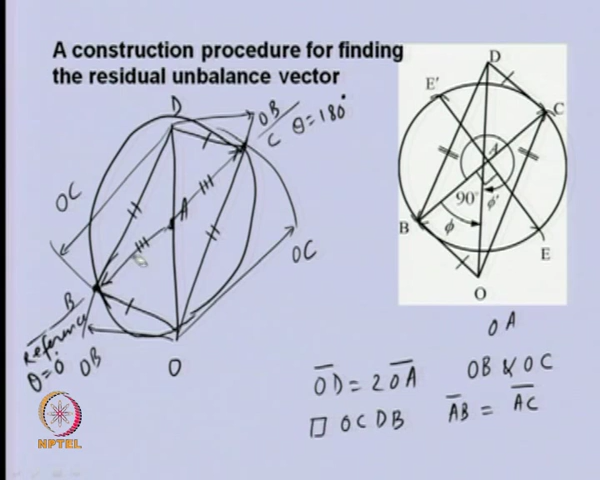 A construction procedure for finding
the residual unbalance vector
D
E'
C
A
90°
ϕ'
ϕ
B
E
O
D
OB
C θ=180°
OC
A
OC
B
Reference
θ=0°
OB
O
OA
OD = 2OA
OB & OC
□ OCDB
AB = AC
NPTEL